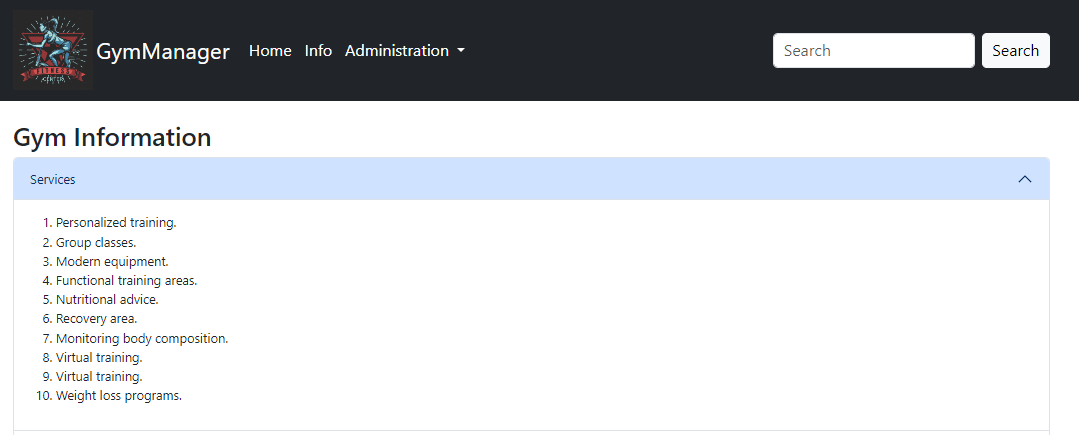 FITNESS
CENTER
GymManager Home Info Administration Search Search
Gym Information
Services
1. Personalized training.
2. Group classes.
3. Modern equipment.
4. Functional training areas.
5. Nutritional advice.
6. Recovery area.
7. Monitoring body composition.
8. Virtual training.
9. Virtual training.
10. Weight loss programs.